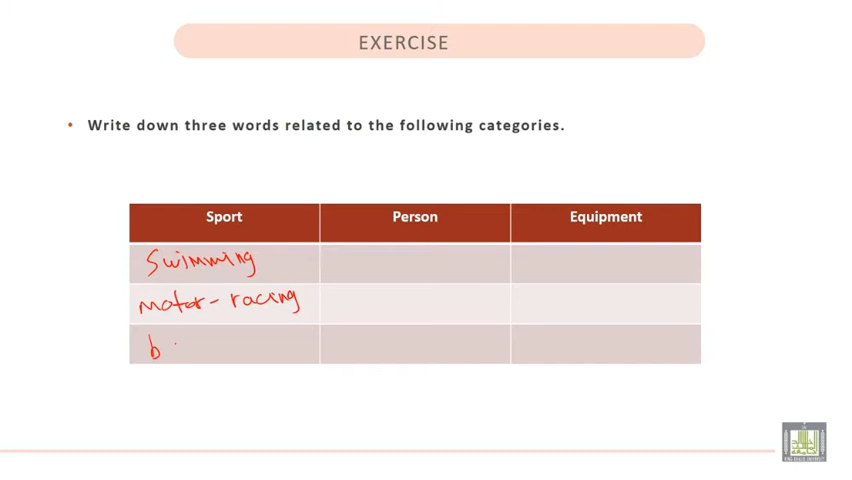 EXERCISE
• Write down three words related to the following categories.
Sport Person Equipment
Swimming
motor-racing
b